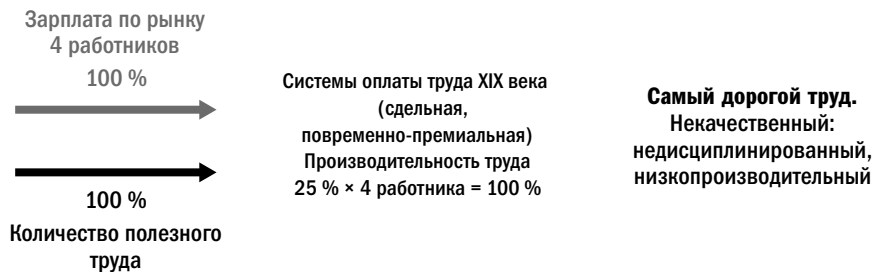 Зарплата по рынку
4 работников
100 %
100 %
Количество полезного
труда
Системы оплаты труда XIX века
(сдельная,
повременно-премиальная)
Производительность труда
25 % × 4 работника = 100 %
Самый дорогой труд.
Некачественный:
недисциплинированный,
низкопроизводительный